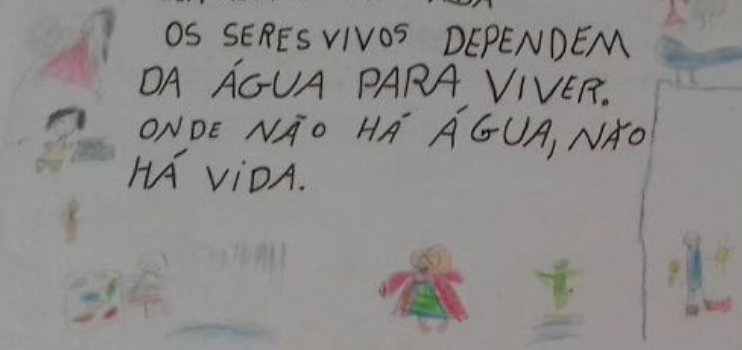 OS SERES VIVOS DEPENDEM
DA ÁGUA PARA VIVER.
ONDE NÃO HÁ ÁGUA, NÃO
HÁ VIDA.